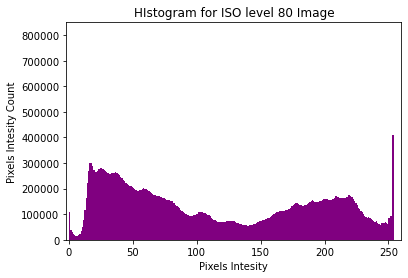 HIstogram for ISO level 80 Image
800000
700000
600000
500000
400000
300000
200000
100000
0
Pixels Intesity Count
0 50 100 150 200 250
Pixels Intesity